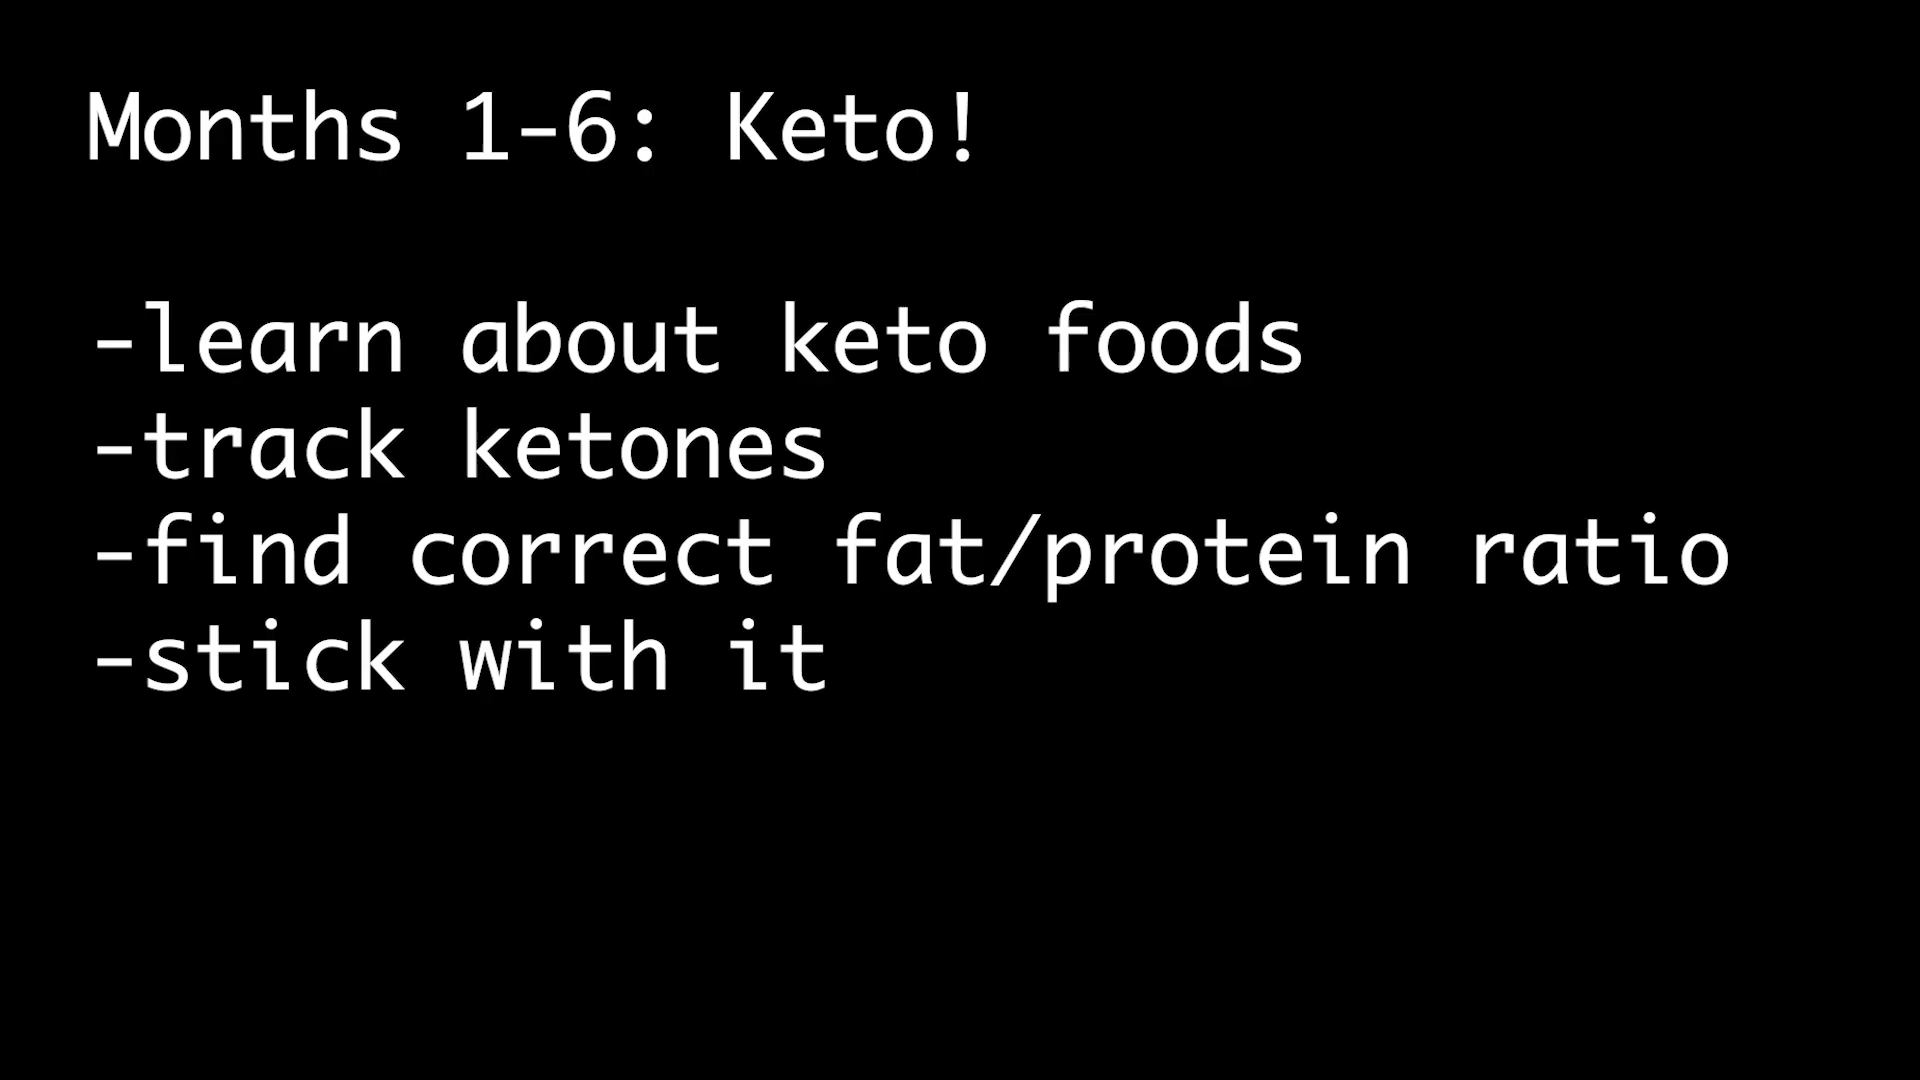 Months 1-6: Keto!
-learn about keto foods
-track ketones
-find correct fat/protein ratio
-stick with it